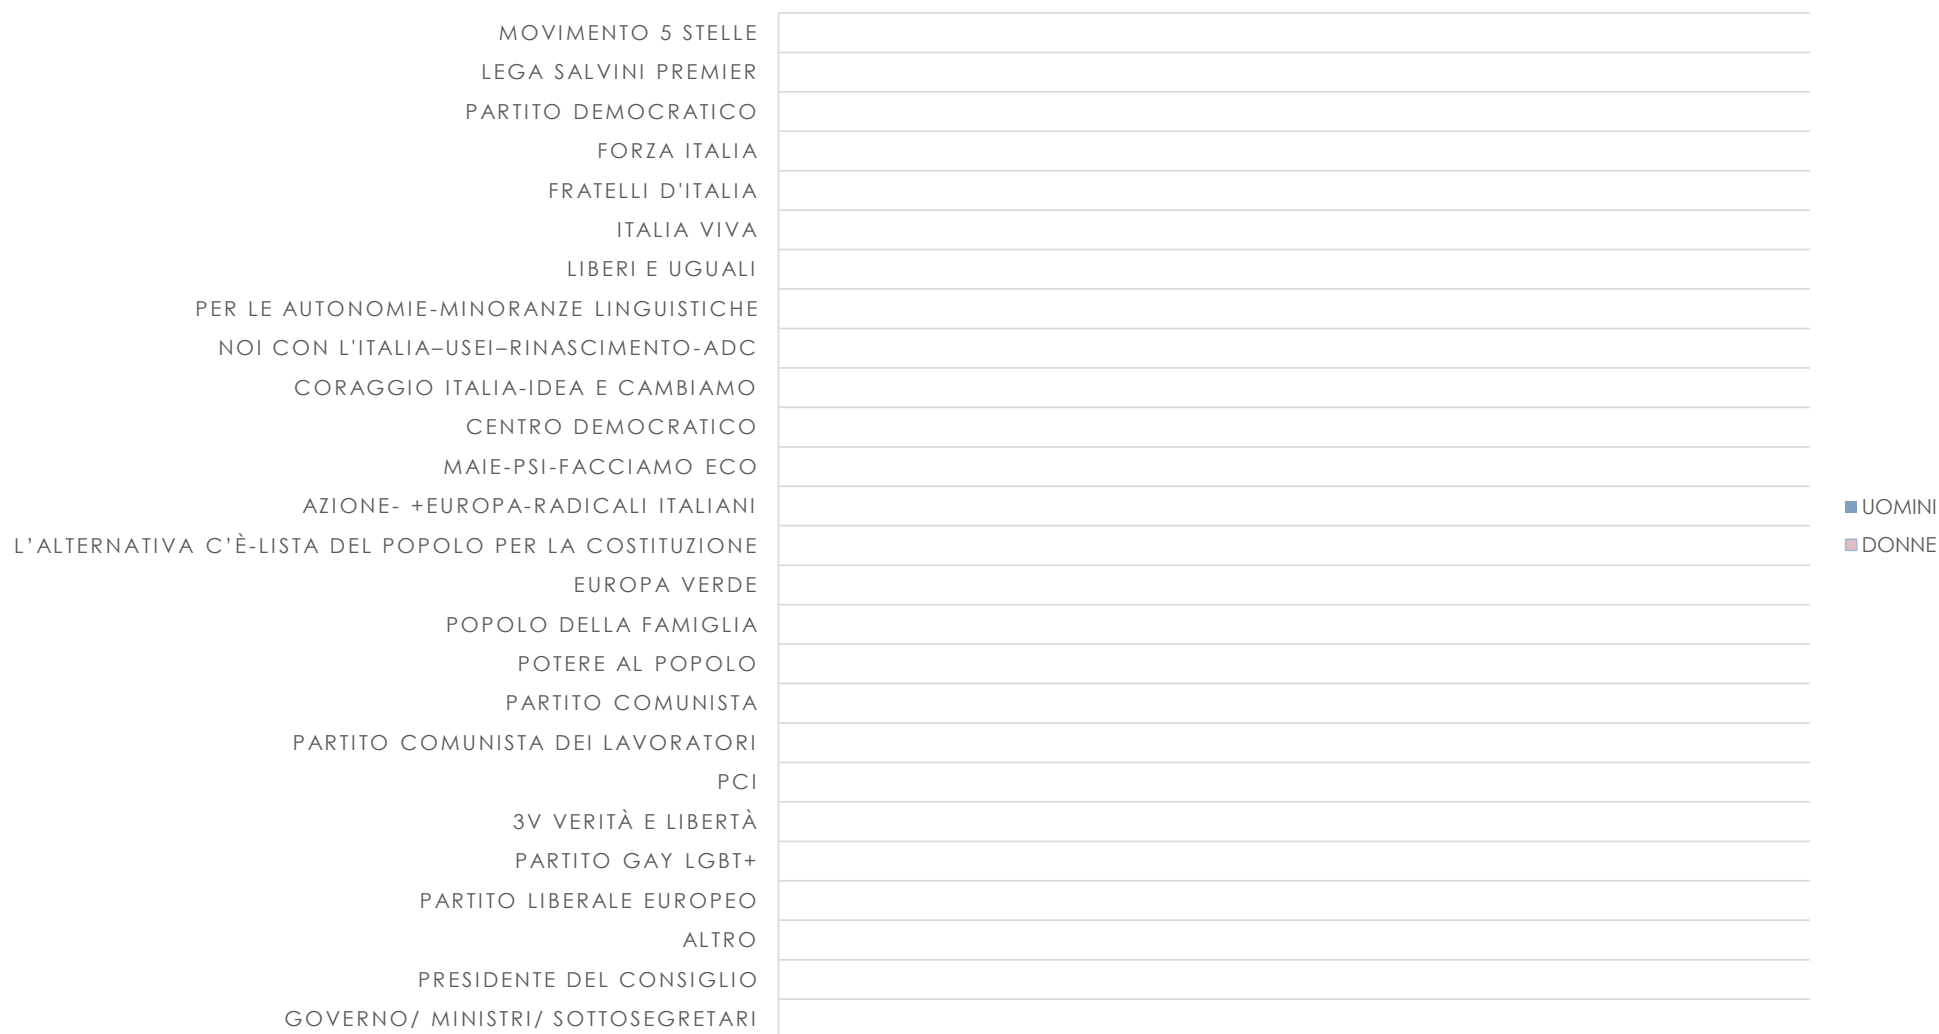 MOVIMENTO 5 STELLE
LEGA SALVINI PREMIER
PARTITO DEMOCRATICO
FORZA ITALIA
FRATELLI D'ITALIA
ITALIA VIVA
LIBERI E UGUALI
PER LE AUTONOMIE-MINORANZE LINGUISTICHE
NOI CON L'ITALIA–USEI–RINASCIMENTO-ADC
CORAGGIO ITALIA-IDEA E CAMBIAMO
CENTRO DEMOCRATICO
MAIE-PSI-FACCIAMO ECO
AZIONE- +EUROPA-RADICALI ITALIANI
L’ALTERNATIVA C’È-LISTA DEL POPOLO PER LA COSTITUZIONE
EUROPA VERDE
POPOLO DELLA FAMIGLIA
POTERE AL POPOLO
PARTITO COMUNISTA
PARTITO COMUNISTA DEI LAVORATORI
PCI
3V VERITÀ E LIBERTÀ
PARTITO GAY LGBT+
PARTITO LIBERALE EUROPEO
ALTRO
PRESIDENTE DEL CONSIGLIO
GOVERNO/ MINISTRI/ SOTTOSEGRETARI
UOMINI
DONNE